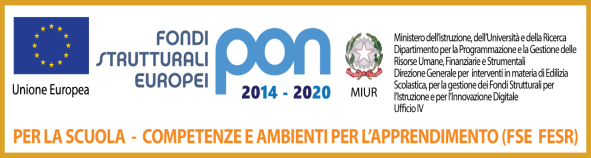 Unione Europea
FONDI
STRUTTURALI
EUROPEI
pon
2014 - 2020
MIUR
Ministero dell'Istruzione, dell'Università e della Ricerca
Dipartimento per la Programmazione e la Gestione delle
Risorse Umane, Finanziarie e Strumentali
Direzione Generale per interventi in materia di Edilizia
Scolastica, per la gestione dei Fondi Strutturali per
l'Istruzione e per l'Innovazione Digitale
Ufficio IV
PER LA SCUOLA - COMPETENZE E AMBIENTI PER L'APPRENDIMENTO (FSE FESR)